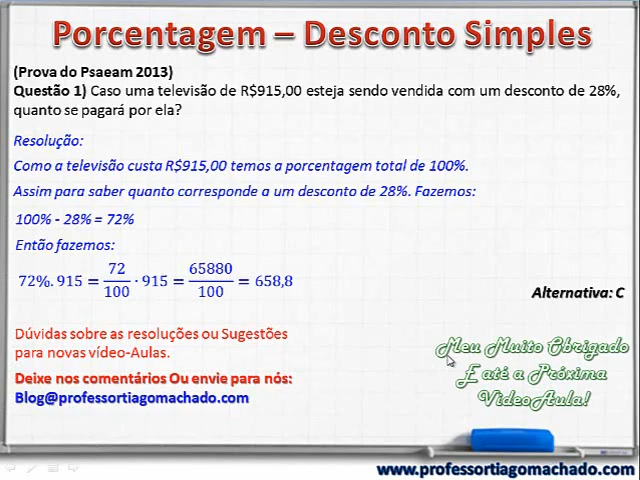 Porcentagem – Desconto Simples
(Prova do Psaeam 2013)
Questão 1) Caso uma televisão de R$915,00 esteja sendo vendida com um desconto de 28%,
quanto se pagará por ela?
Resolução:
Como a televisão custa R$915,00 temos a porcentagem total de 100%.
Assim para saber quanto corresponde a um desconto de 28%. Fazemos:
100% - 28% = 72%
Então fazemos:
72%. 915 = 72/100 · 915 = 65880/100 = 658,8
Alternativa: C
Dúvidas sobre as resoluções ou Sugestões
para novas vídeo-Aulas.
Deixe nos comentários Ou envie para nós:
Blog@professortiagomachado.com
Meu Muito Obrigado
E até a Próxima
VídeoAula!
www.professortiagomachado.com